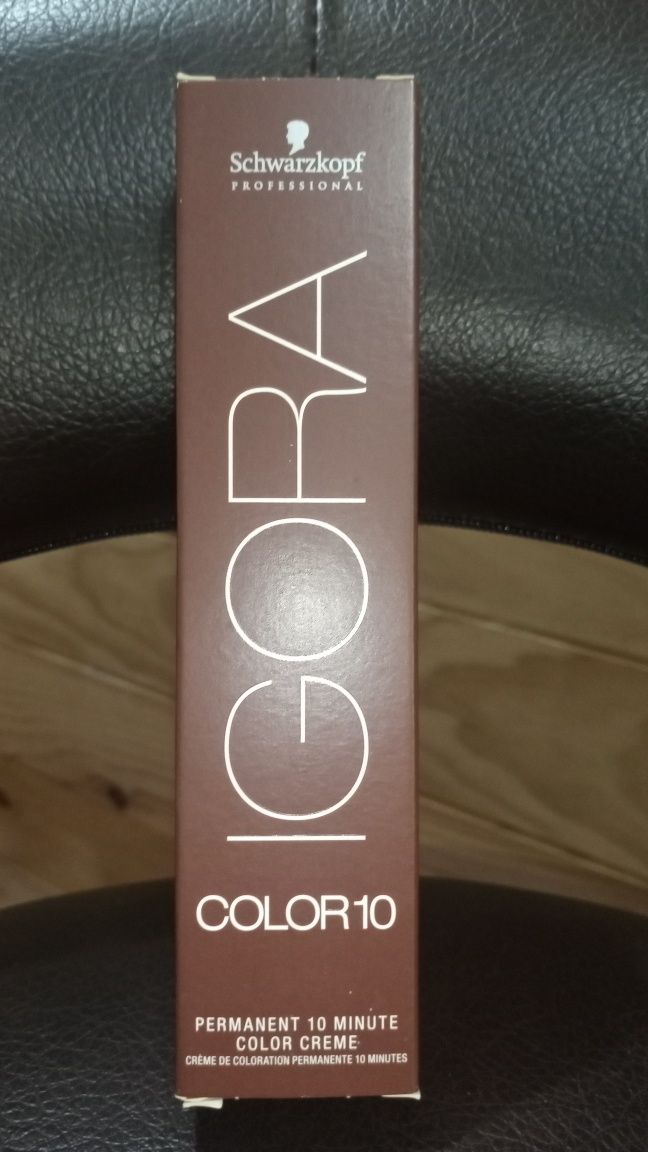 Schwarzkopf
PROFESSIONAL
IGORA
COLOR10
PERMANENT 10 MINUTE
COLOR CREME
CRÈME DE COLORATION PERMANENTE 10 MINUTES